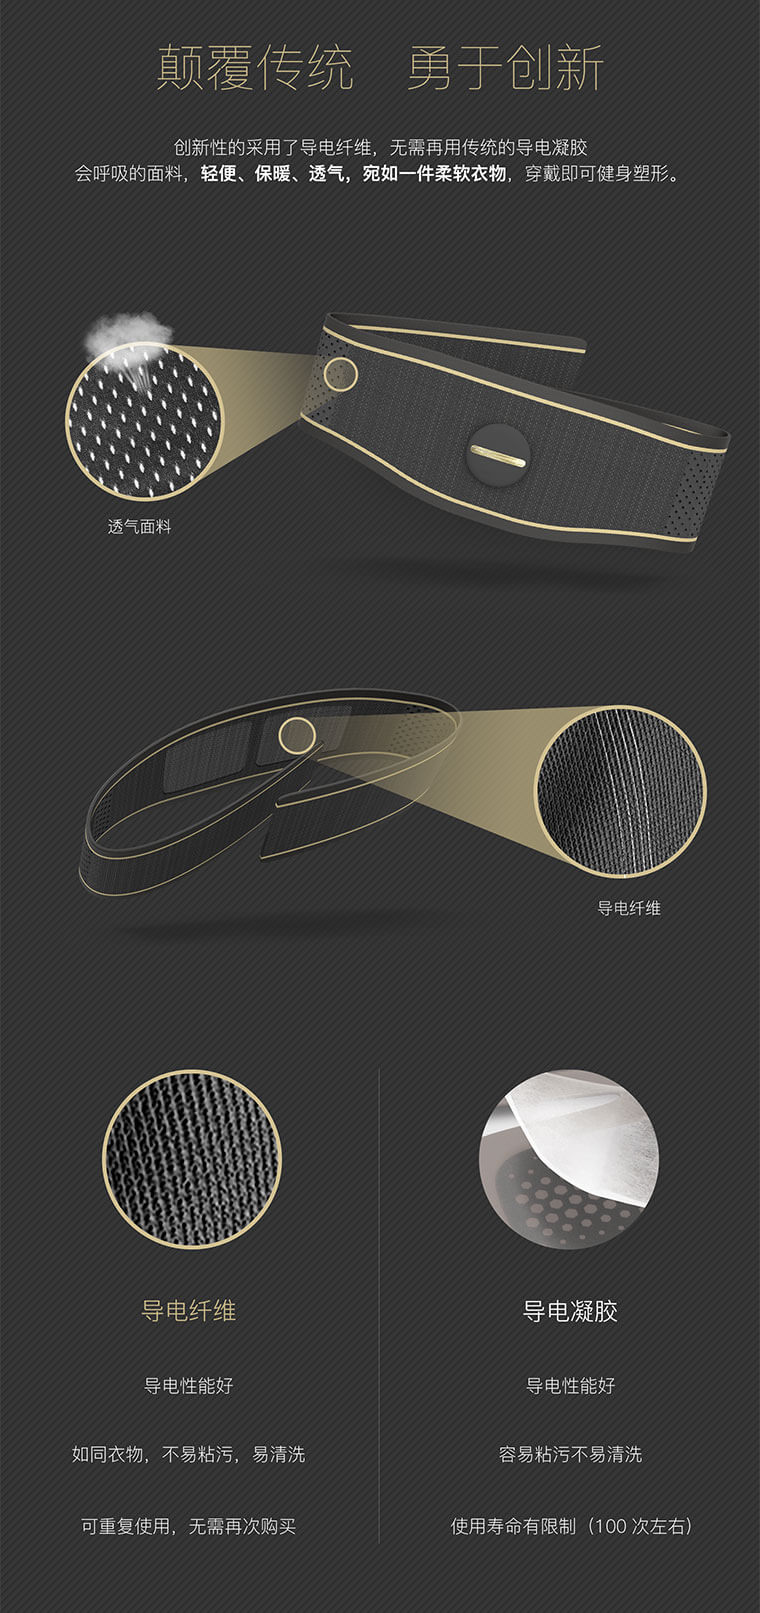 颠覆传统 勇于创新
创新性的采用了导电纤维，无需再用传统的导电凝胶
会呼吸的面料，轻便、保暖、透气，宛如一件柔软衣物，穿戴即可健身塑形。
透气面料
导电纤维
导电纤维
导电性能好
如同衣物，不易粘污，易清洗
可重复使用，无需再次购买
导电凝胶
导电性能好
容易粘污不易清洗
使用寿命有限制（100 次左右）